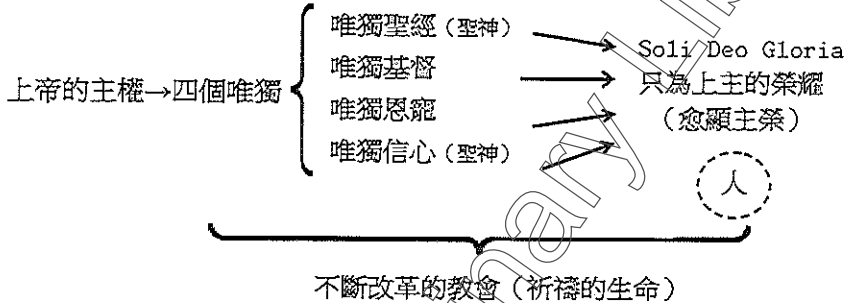 唯獨聖經(聖神)
唯獨基督
上帝的主權→四個唯獨
唯獨恩寵
唯獨信心(聖神)
Soli Deo Gloria
只為上主的榮耀
(愈顯主榮)
人
不斷改革的教會(祈禱的生命)